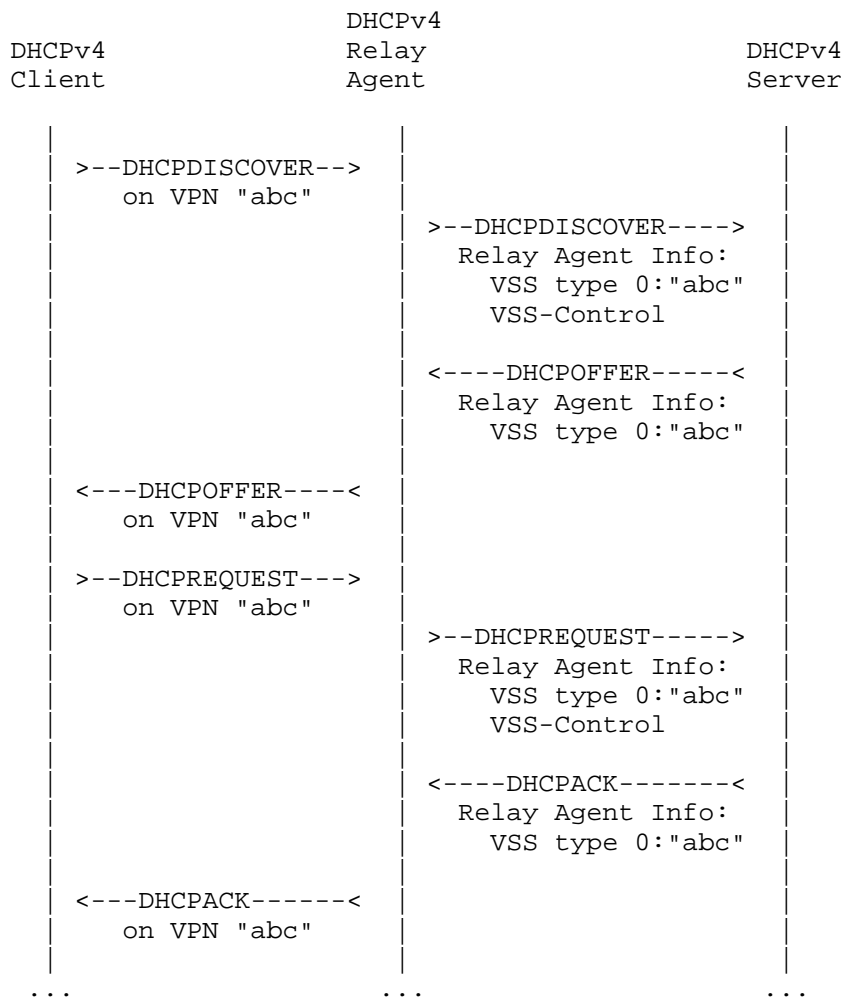 DHCPv4
DHCPv4 Relay DHCPv4
Client Agent Server
>--DHCPDISCOVER-->
on VPN "abc"
>--DHCPDISCOVER---->
Relay Agent Info:
VSS type 0:"abc"
VSS-Control
<----DHCPOFFER-----<
Relay Agent Info:
VSS type 0:"abc"
<---DHCPOFFER----<
on VPN "abc"
>--DHCPREQUEST--->
on VPN "abc"
>--DHCPREQUEST----->
Relay Agent Info:
VSS type 0:"abc"
VSS-Control
<----DHCPACK-------<
Relay Agent Info:
VSS type 0:"abc"
<---DHCPACK------<
on VPN "abc"
... ... ...